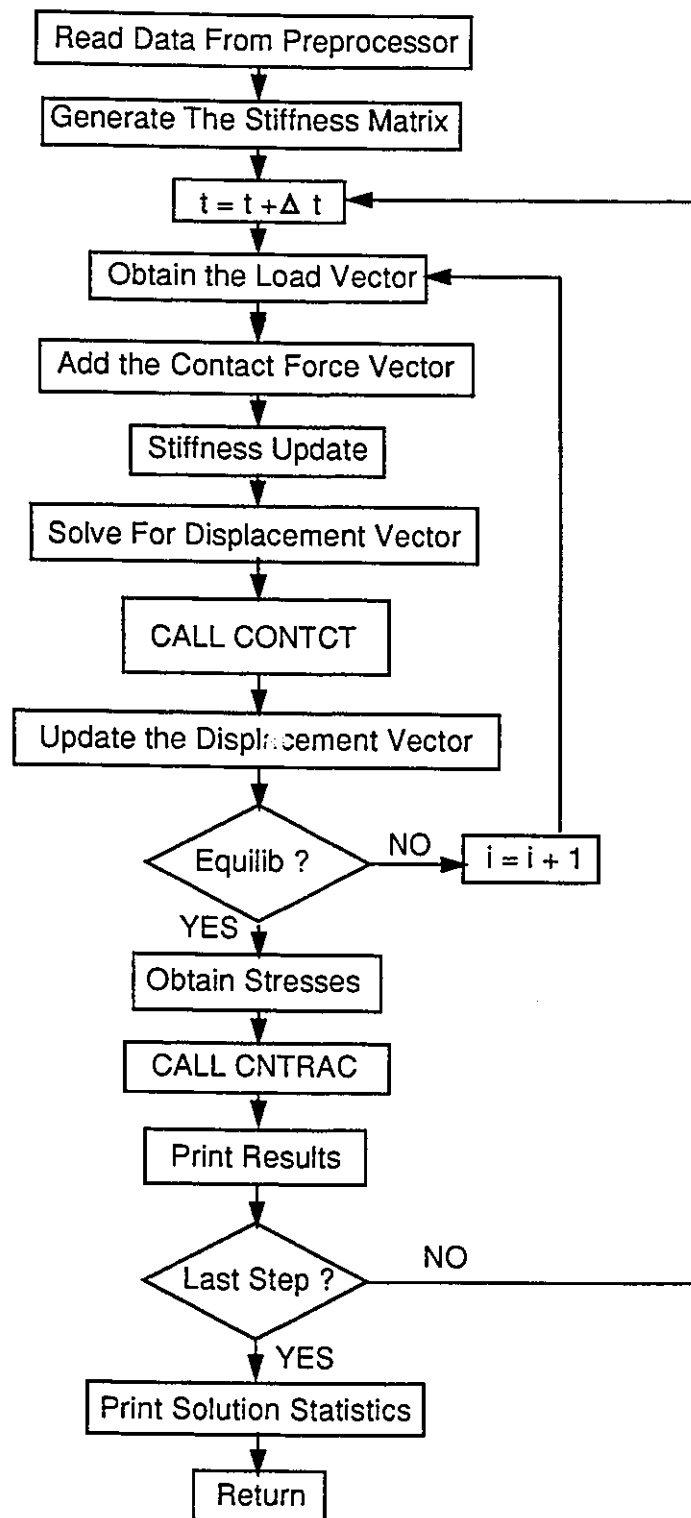 Read Data From Preprocessor
Generate The Stiffness Matrix
t = t + Δ t
Obtain the Load Vector
Add the Contact Force Vector
Stiffness Update
Solve For Displacement Vector
CALL CONTCT
Update the Displacement Vector
Equilib ?
NO
i = i + 1
YES
Obtain Stresses
CALL CNTRAC
Print Results
Last Step ?
NO
YES
Print Solution Statistics
Return